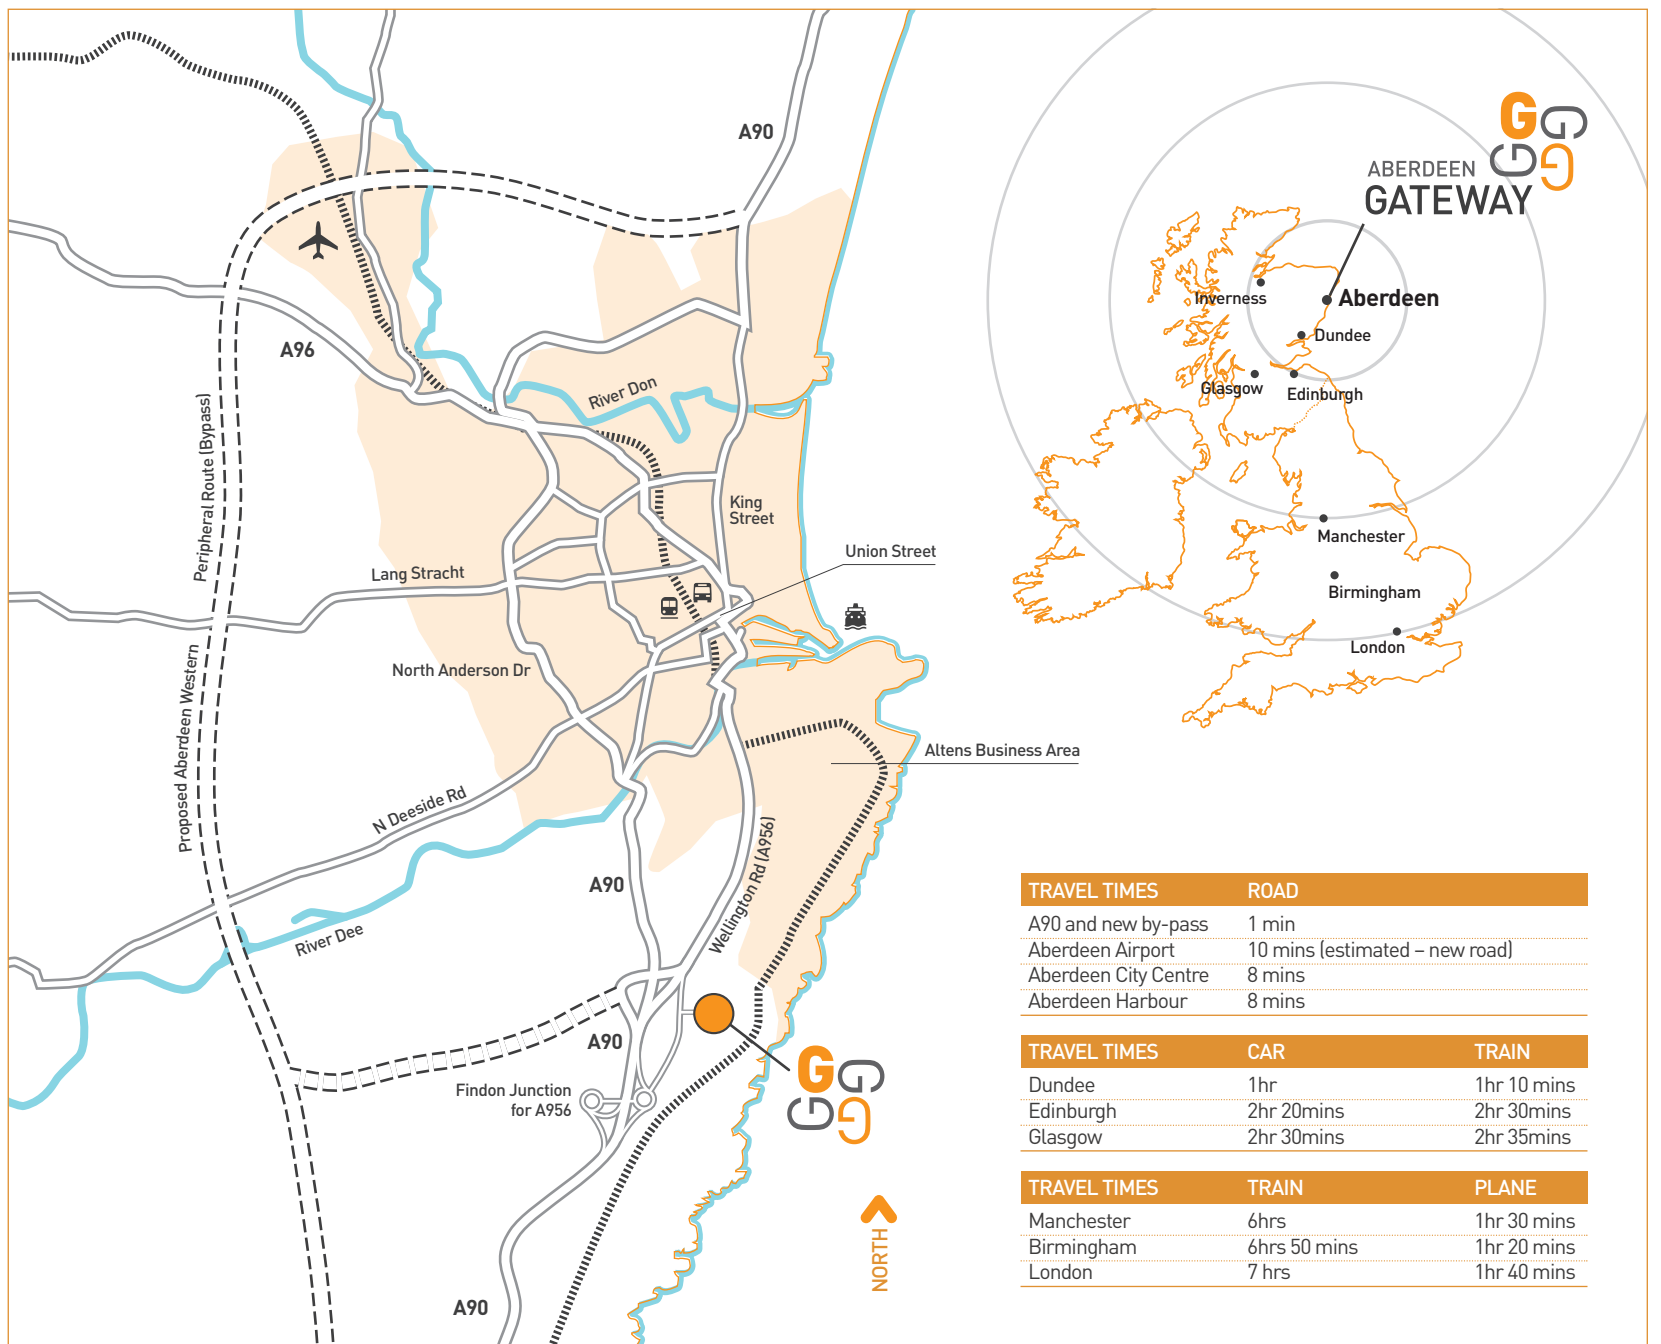 A90
G G
G G
ABERDEEN
GATEWAY
Inverness
Aberdeen
Dundee
Glasgow
Edinburgh
Manchester
Birmingham
London
A96
River Don
Peripheral Route (Bypass)
Proposed Aberdeen Western
King
Street
Union Street
Lang Stracht
North Anderson Dr
Altens Business Area
N Deeside Rd
Wellington Rd (A956)
A90
River Dee
A90
Findon Junction
for A956
G G
G G
NORTH
A90
TRAVEL TIMES ROAD
A90 and new by-pass 1 min
Aberdeen Airport 10 mins (estimated – new road)
Aberdeen City Centre 8 mins
Aberdeen Harbour 8 mins
TRAVEL TIMES CAR TRAIN
Dundee 1hr 1hr 10 mins
Edinburgh 2hr 20mins 2hr 30mins
Glasgow 2hr 30mins 2hr 35mins
TRAVEL TIMES TRAIN PLANE
Manchester 6hrs 1hr 30 mins
Birmingham 6hrs 50 mins 1hr 20 mins
London 7 hrs 1hr 40 mins